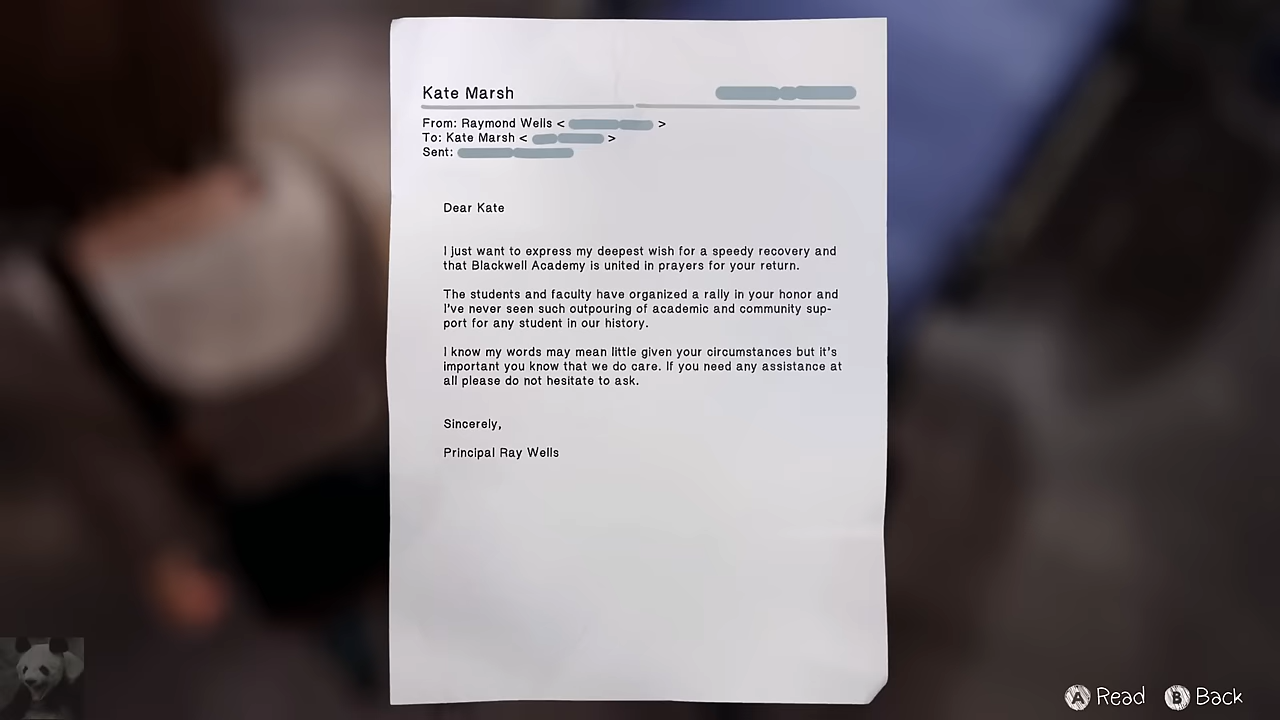 Kate Marsh
From: Raymond Wells < >
To: Kate Marsh < >
Sent:
Dear Kate
I just want to express my deepest wish for a speedy recovery and
that Blackwell Academy is united in prayers for your return.
The students and faculty have organized a rally in your honor and
I've never seen such outpouring of academic and community sup-
port for any student in our history.
I know my words may mean little given your circumstances but it's
important you know that we do care. If you need any assistance at
all please do not hesitate to ask.
Sincerely,
Principal Ray Wells
A Read B Back